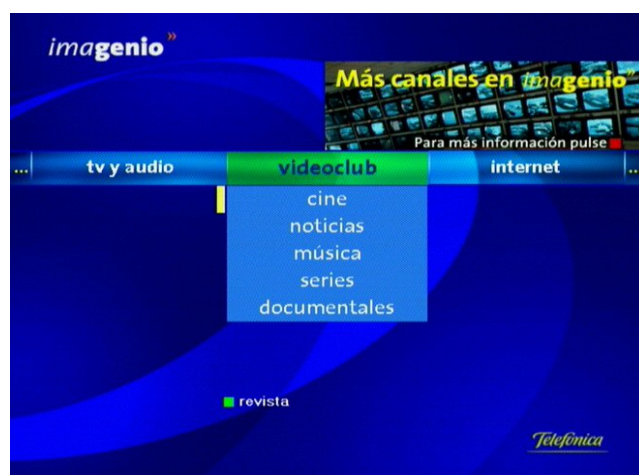 imagenio»
Más canales en imagenio»
Para más información pulse
... tv y audio videoclub internet ..
cine
noticias
música
series
documentales
revista
Telefónica